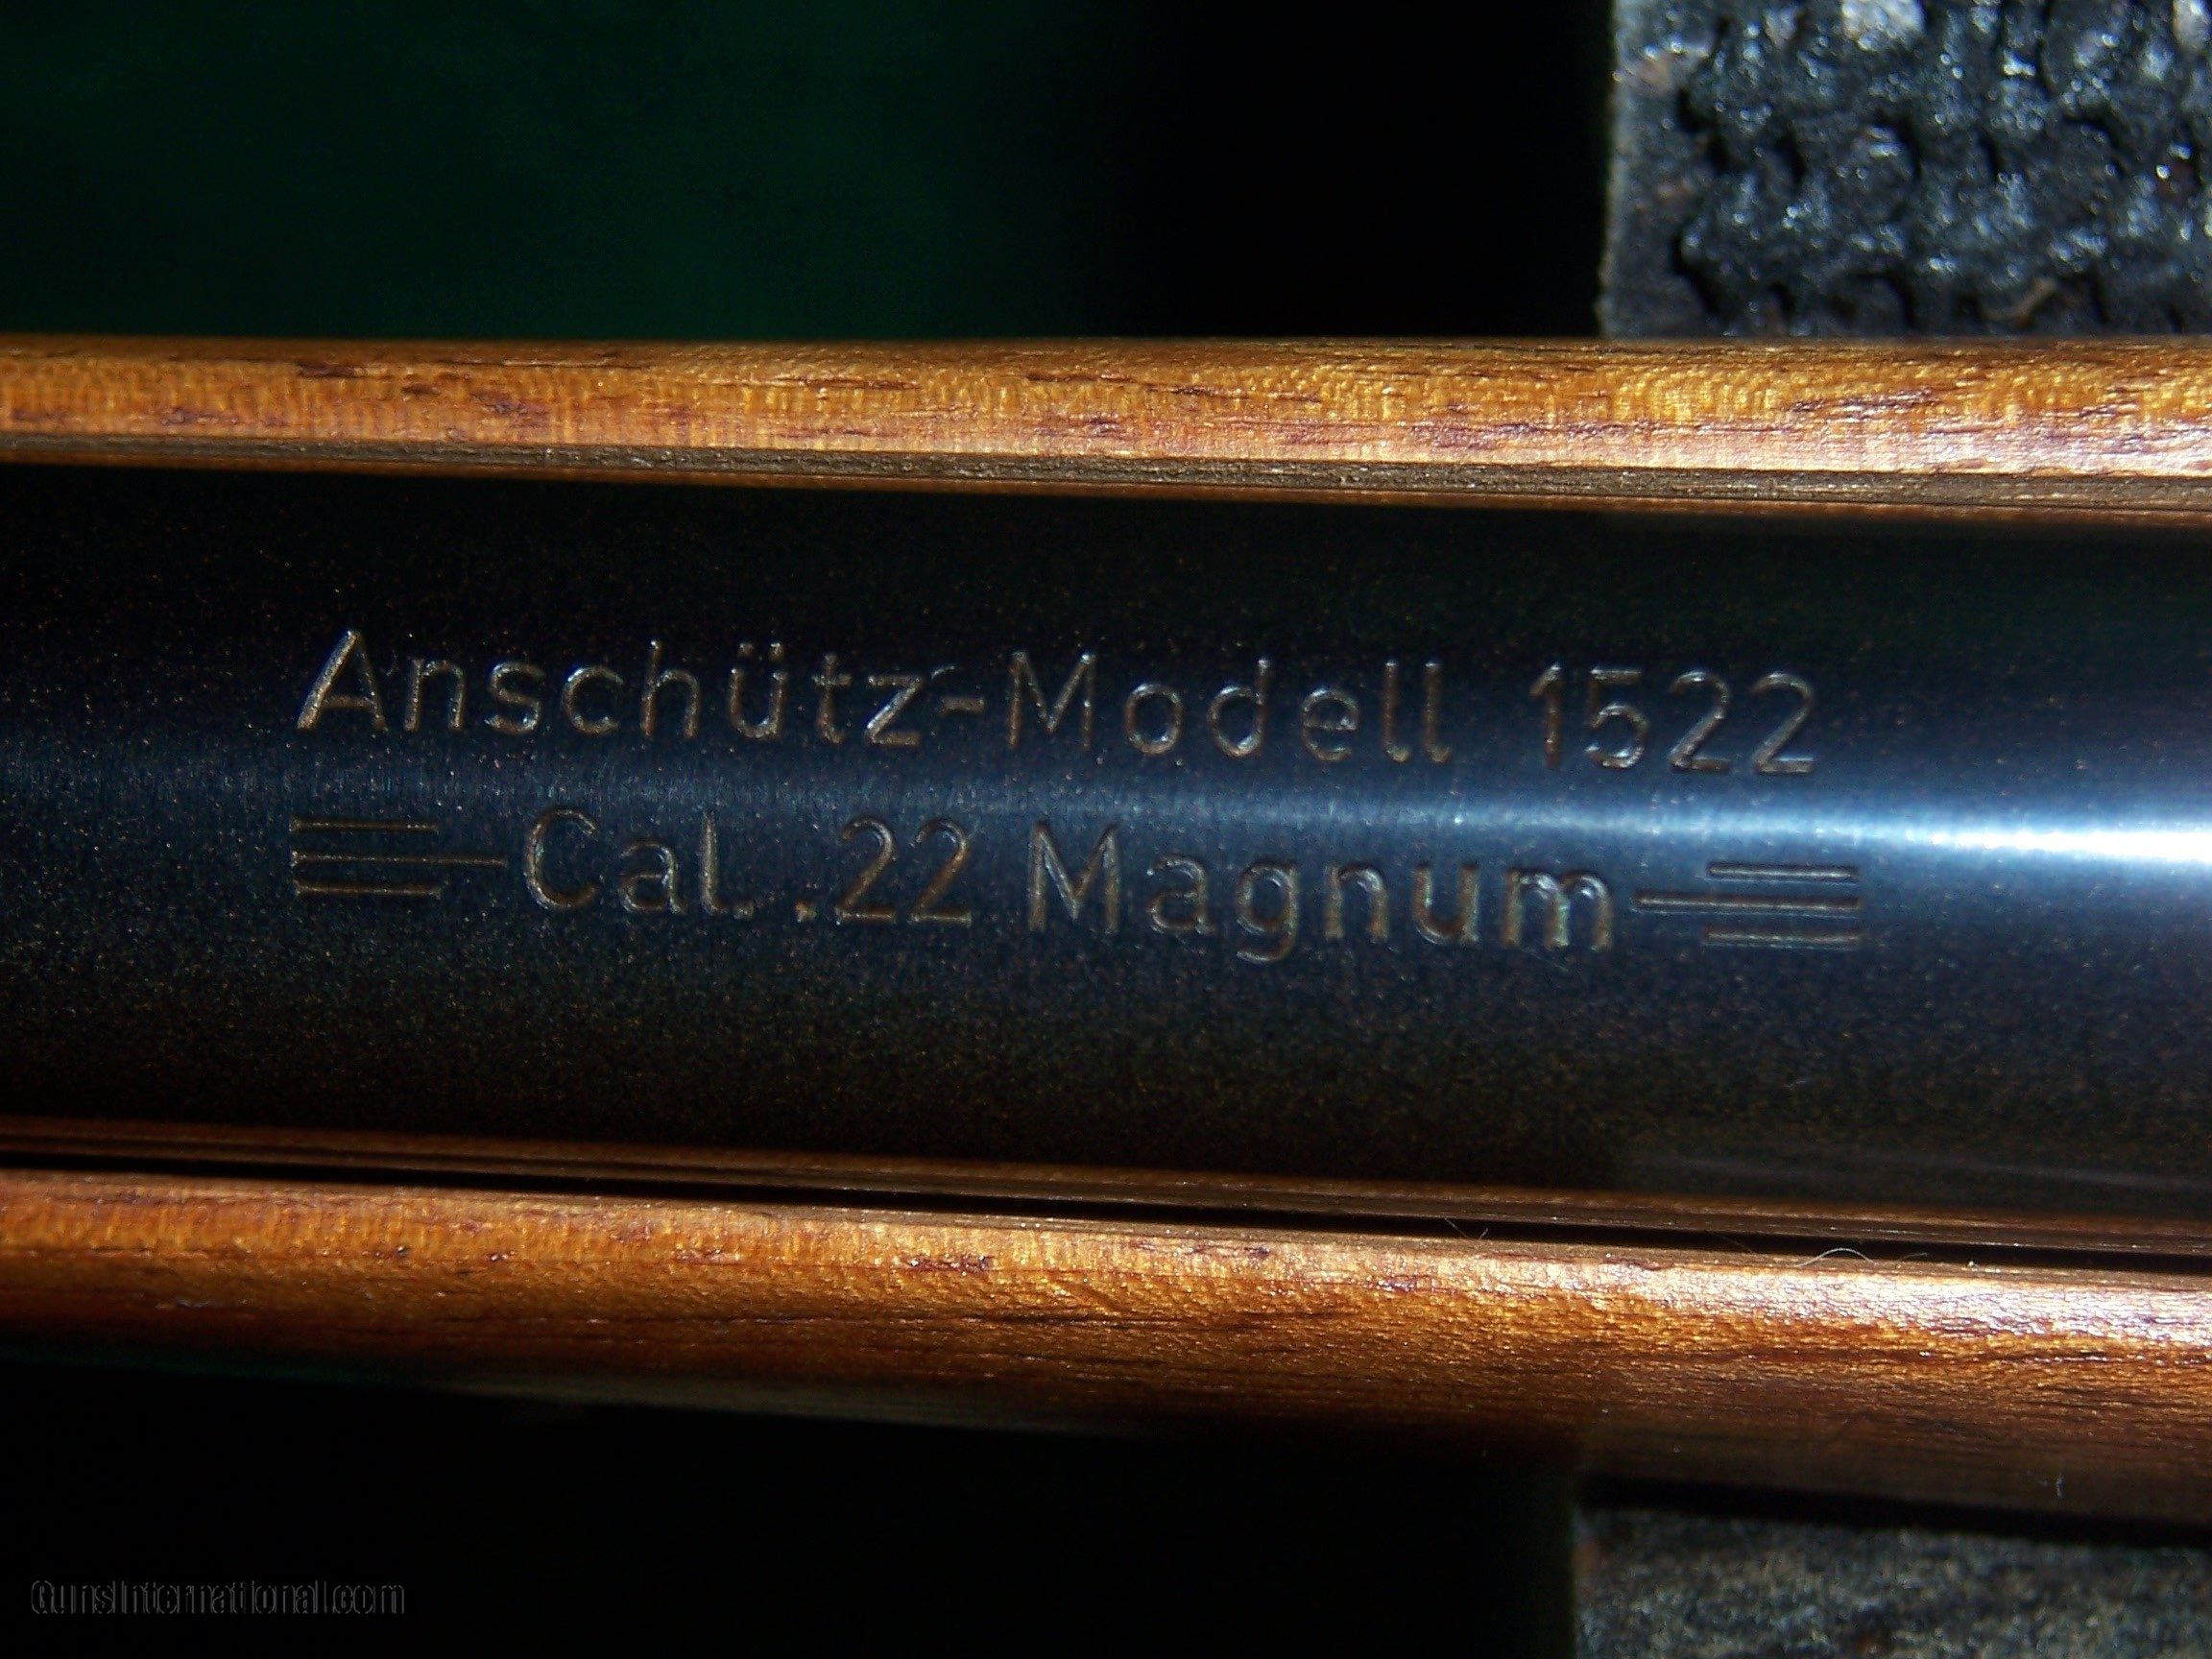 Anschütz-Modell 1522
Cal. .22 Magnum
GunsInternational.com